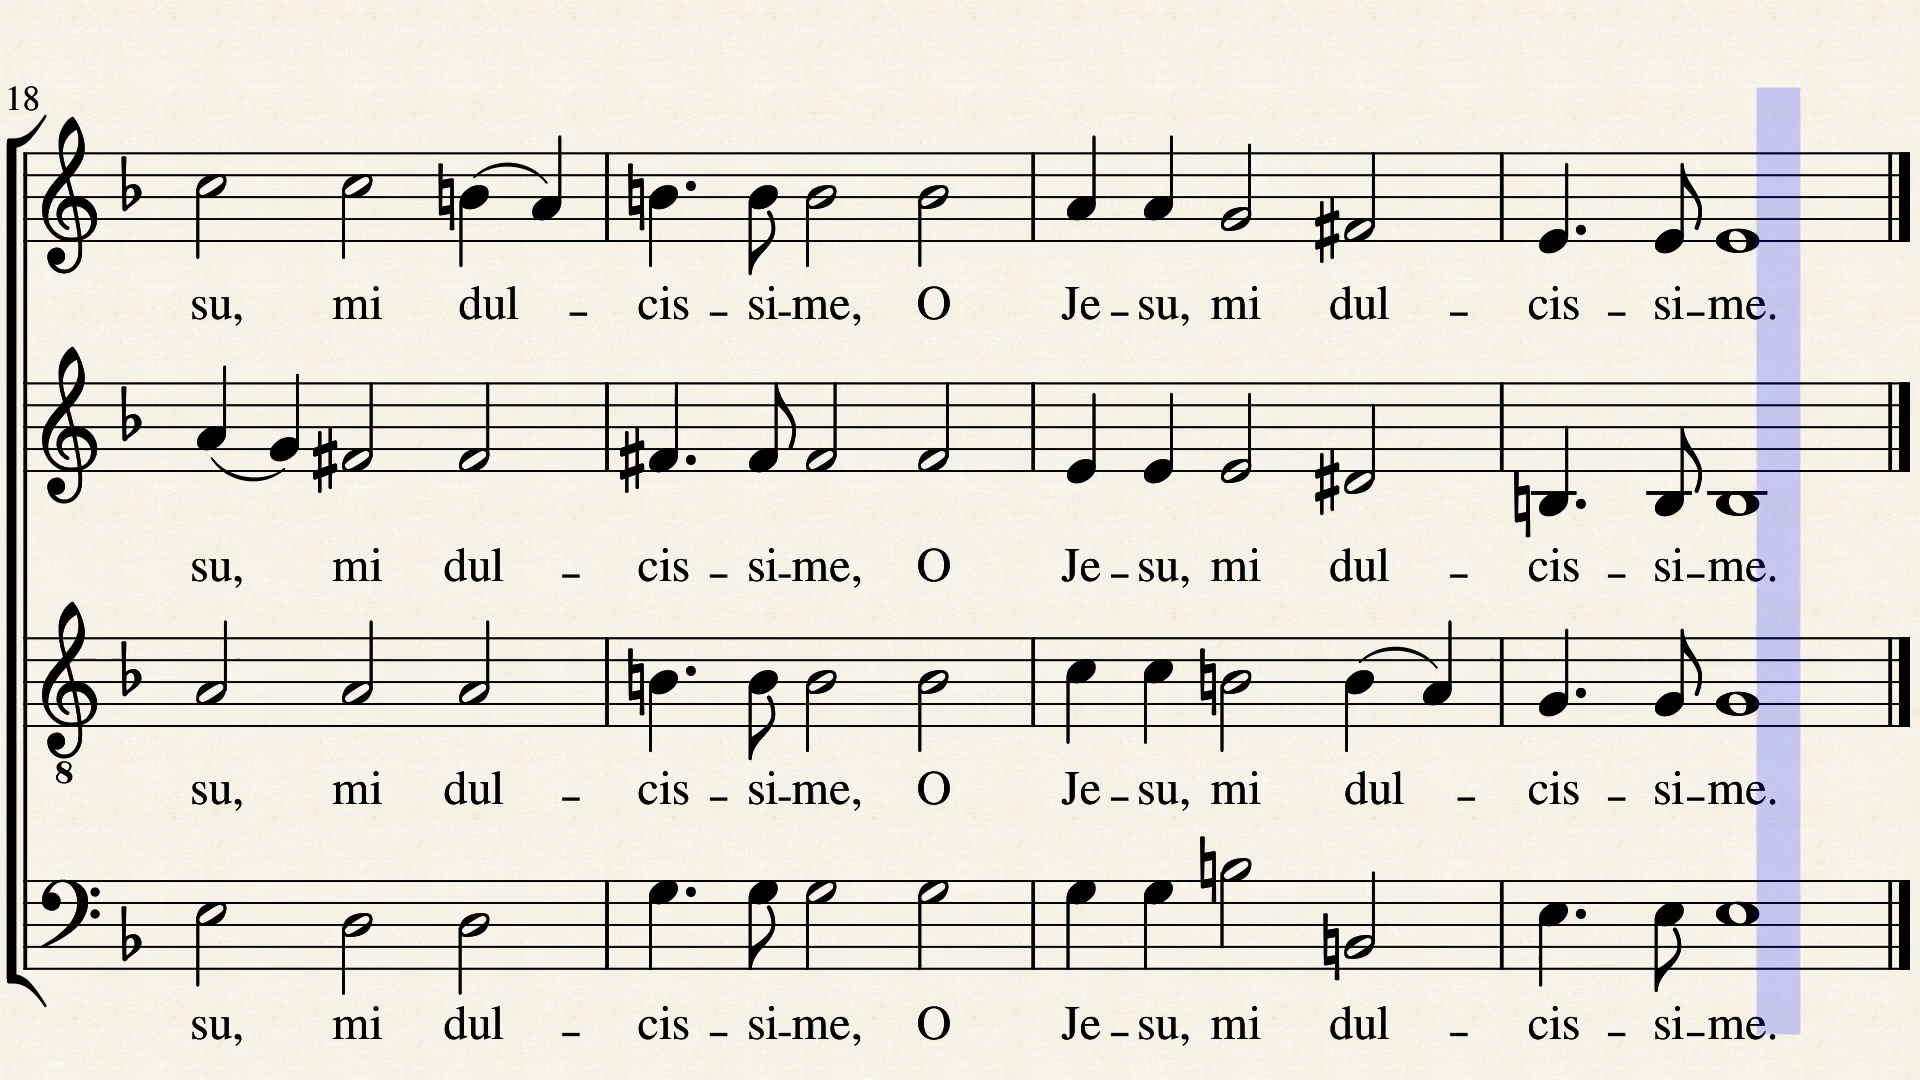 18
su, mi dul - cis - si-me, O Je-su, mi dul - cis - si-me.
su, mi dul - cis - si-me, O Je-su, mi dul - cis - si-me.
8
su, mi dul - cis - si-me, O Je-su, mi dul - cis - si-me.
su, mi dul - cis - si-me, O Je-su, mi dul - cis - si-me.